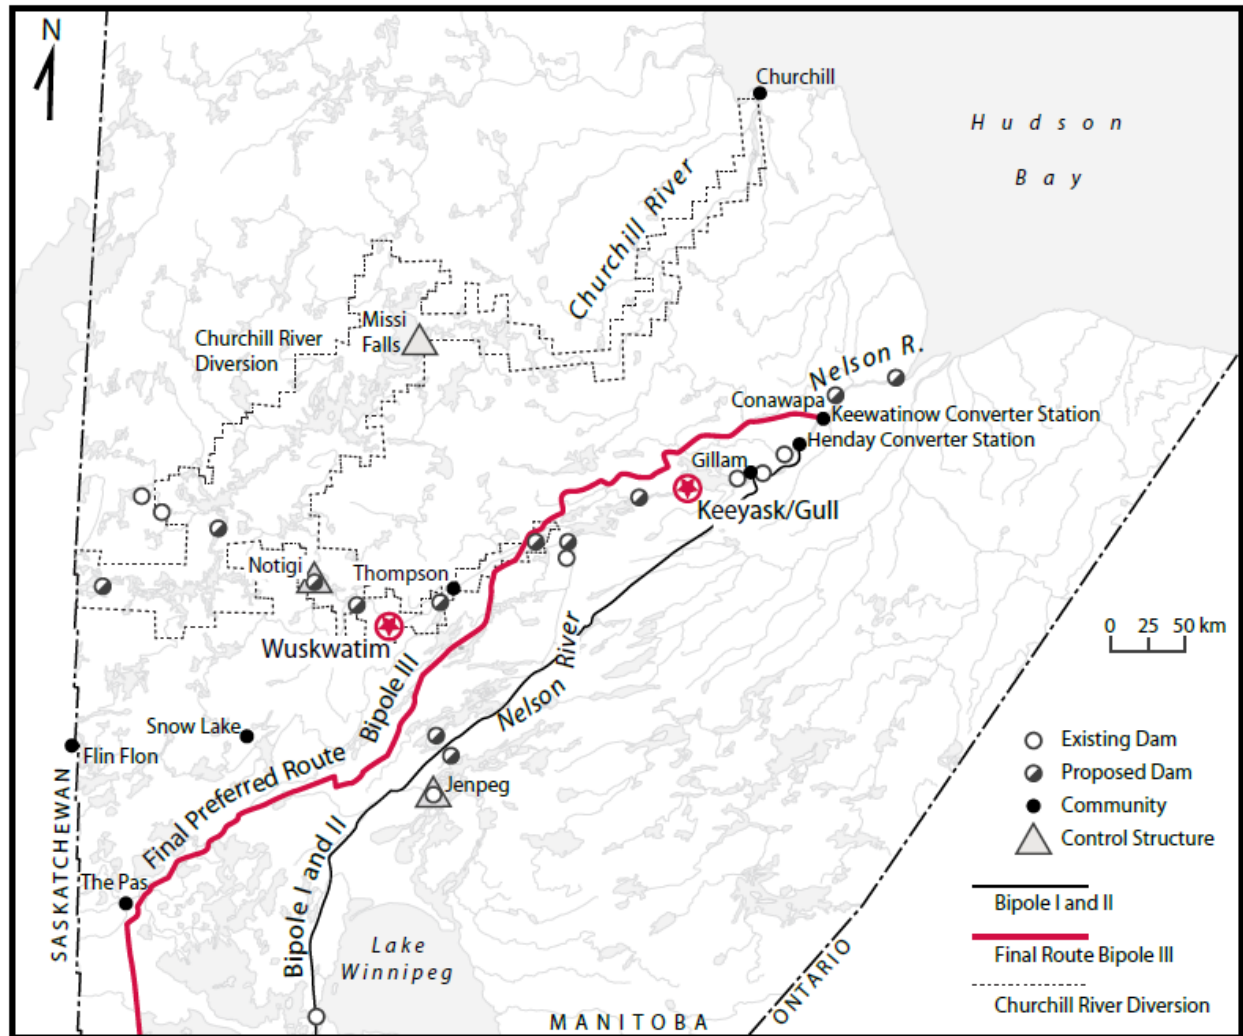 N
Churchill
Hudson
Bay
Churchill River
Missi
Falls
Churchill River
Diversion
Nelson R.
Conawapa
Keewatinow Converter Station
Henday Converter Station
Gillam
Keeyask/Gull
Notigi
Thompson
Wuskwatim
0 25 50 km
Nelson River
Bipole III
Final Preferred Route
Snow Lake
Flin Flon
Jenpeg
Bipole I and II
The Pas
SASKATCHEWAN
Lake
Winnipeg
MANITOBA
ONTARIO
Existing Dam
Proposed Dam
Community
Control Structure
Bipole I and II
Final Route Bipole III
Churchill River Diversion